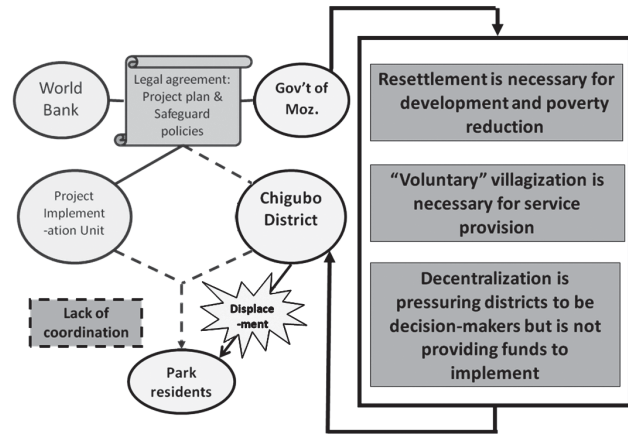 World
Bank
Legal agreement:
Project plan &
Safeguard
policies
Gov't of
Moz.
Project
Implement
-ation Unit
Chigubo
District
Lack of
coordination
Displace
-ment
Park
residents
Resettlement is necessary for
development and poverty
reduction
“Voluntary” villagization is
necessary for service
provision
Decentralization is
pressuring districts to be
decision-makers but is not
providing funds to
implement